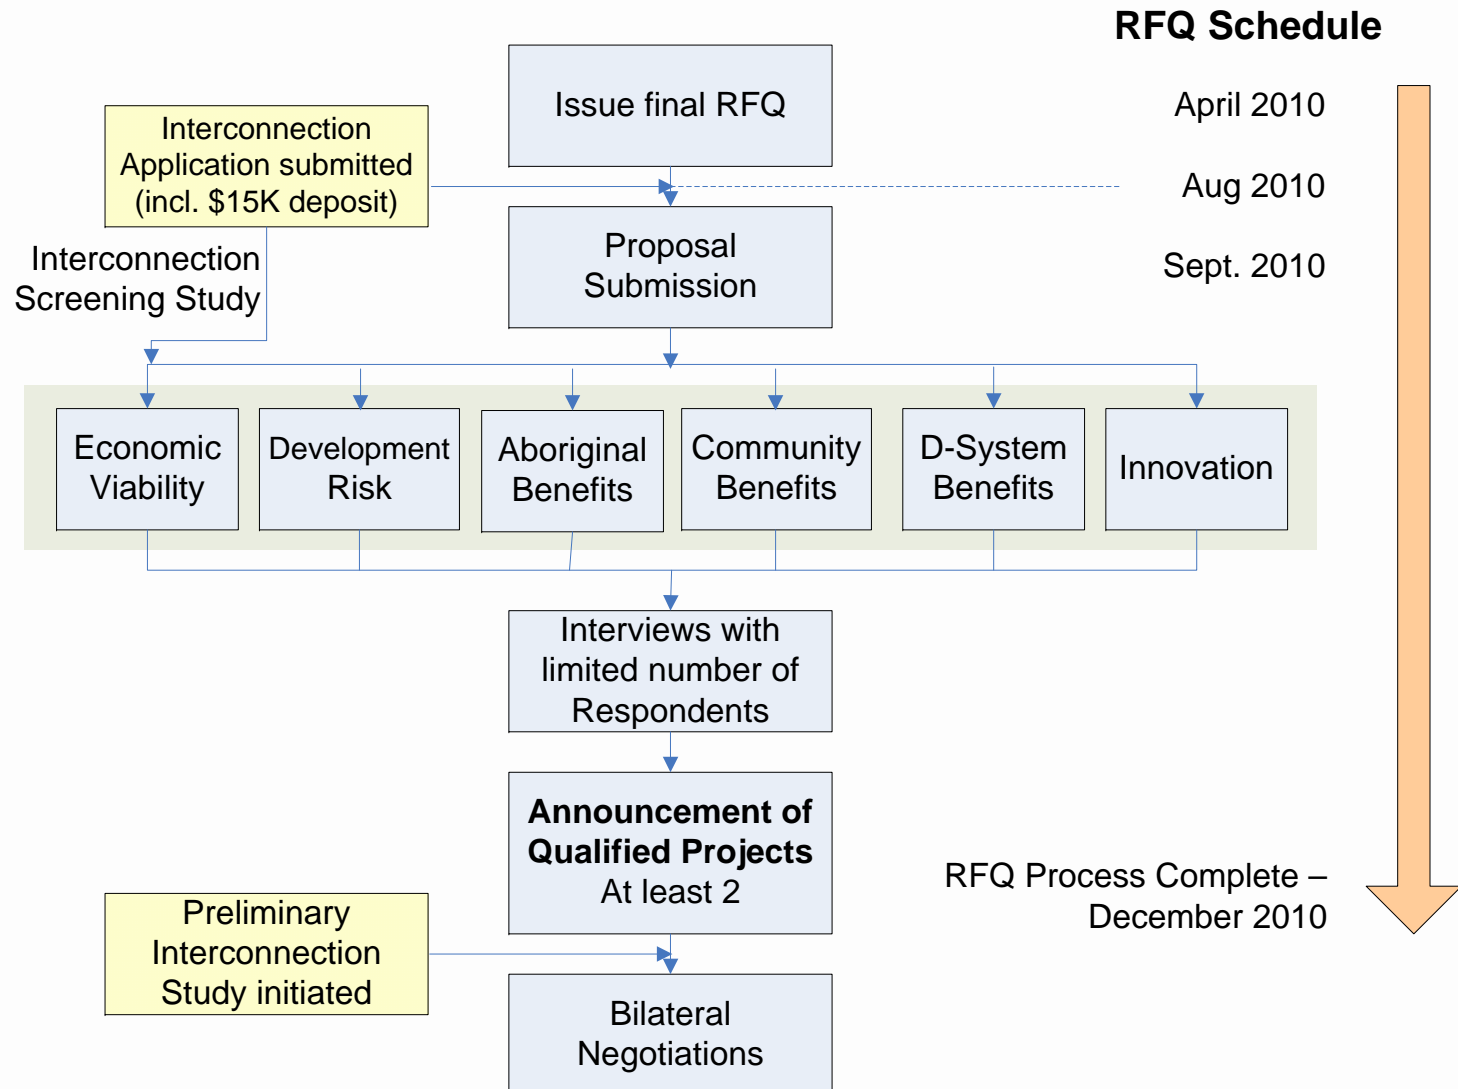 RFQ Schedule
Issue final RFQ
April 2010
Interconnection
Application submitted
(incl. $15K deposit)
Aug 2010
Interconnection
Screening Study
Proposal
Submission
Sept. 2010
Economic
Viability
Development
Risk
Aboriginal
Benefits
Community
Benefits
D-System
Benefits
Innovation
Interviews with
limited number of
Respondents
Announcement of
Qualified Projects
At least 2
RFQ Process Complete –
December 2010
Preliminary
Interconnection
Study initiated
Bilateral
Negotiations